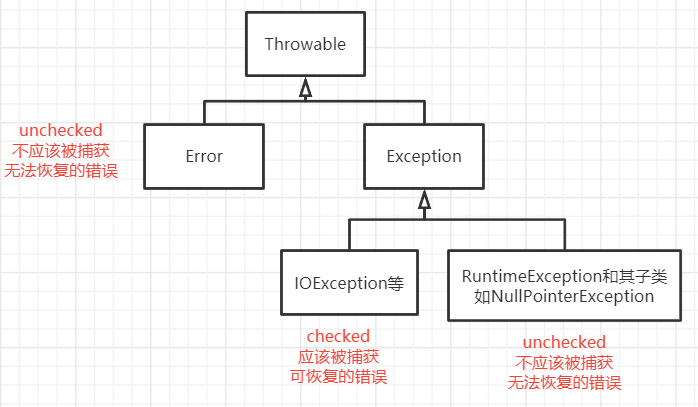 Throwable
unchecked
不应该被捕获
无法恢复的错误
Error
Exception
IOException等
RuntimeException和其子类
如NullPointerException
checked
应该被捕获
可恢复的错误
unchecked
不应该被捕获
无法恢复的错误